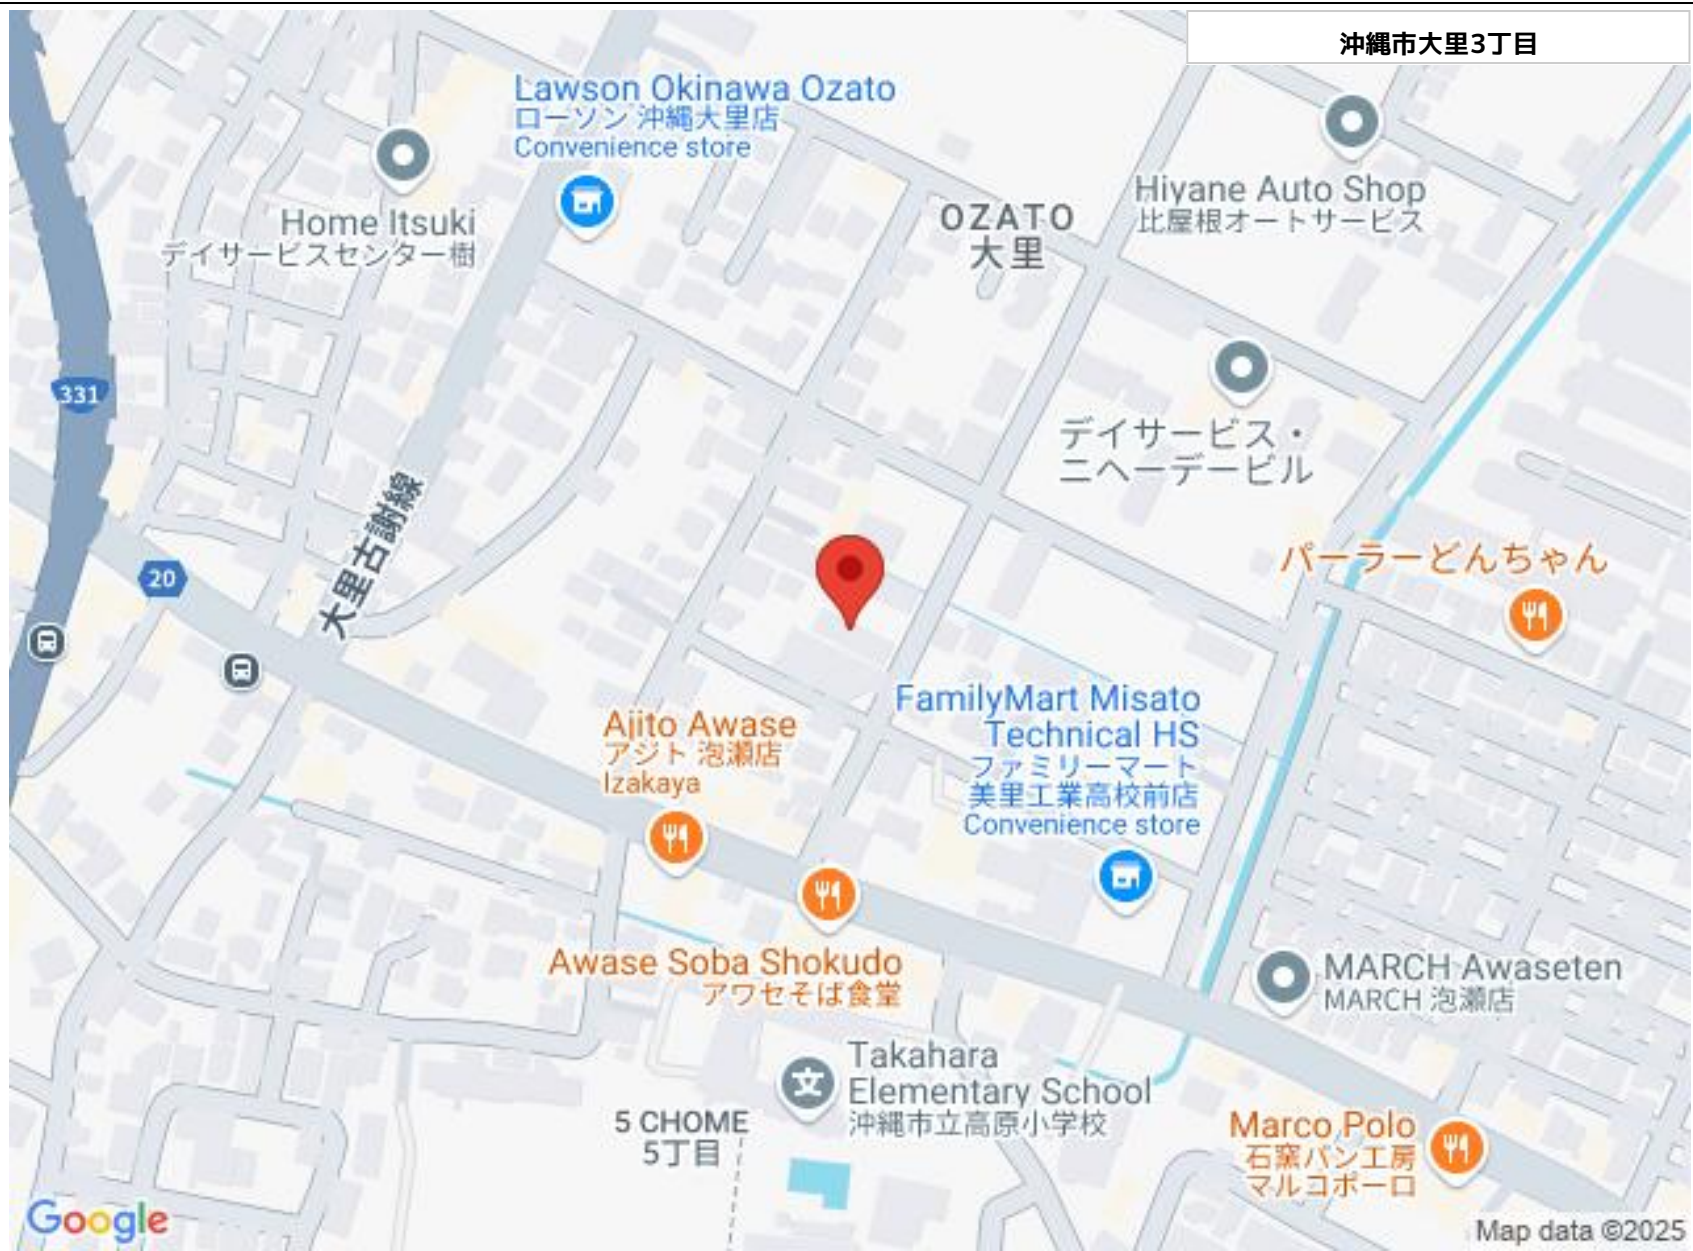 沖縄市大里3丁目
Lawson Okinawa Ozato
ローソン 沖縄大里店
Convenience store
Home Itsuki
デイサービスセンター樹
OZATO
大里
Hiyane Auto Shop
比屋根オートサービス
331
デイサービス・
ニヘーデービル
大里古謝線
20
パーラーどんちゃん
FamilyMart Misato
Technical HS
ファミリーマート
美里工業高校前店
Convenience store
Ajito Awase
アジト 泡瀬店
Izakaya
Awase Soba Shokudo
アワセそば食堂
MARCH Awaseten
MARCH 泡瀬店
Takahara
Elementary School
沖縄市立高原小学校
文
5 CHOME
5丁目
Marco Polo
石窯パン工房
マルコポーロ
Google
Map data ©2025